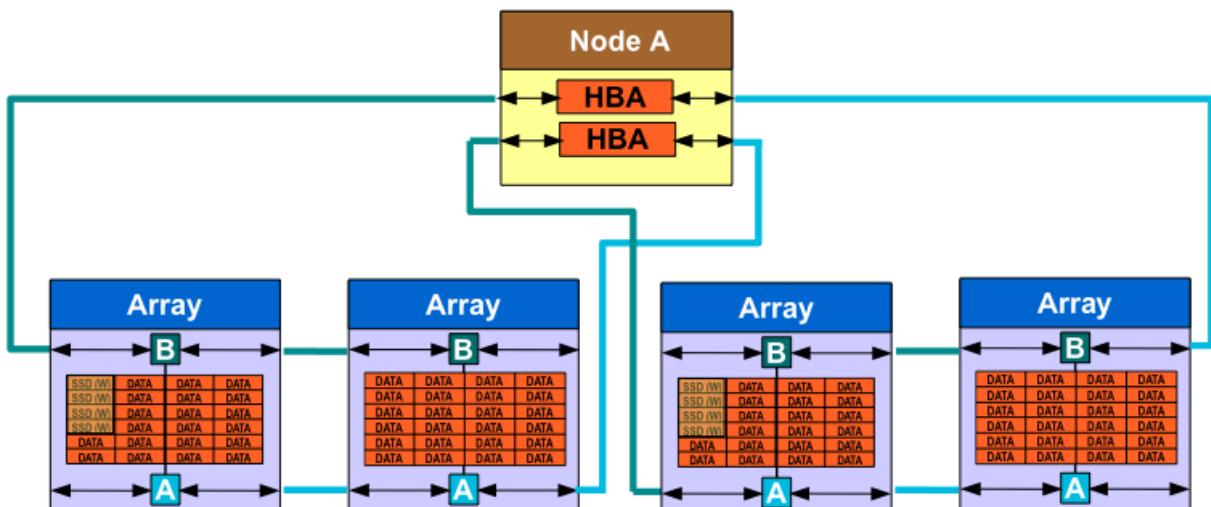 Node A
HBA
HBA
Array Array Array Array
B B B B
SSD (W) DATA DATA DATA DATA DATA DATA DATA SSD (W) DATA DATA DATA DATA DATA DATA DATA
SSD (W) DATA DATA DATA DATA DATA DATA DATA SSD (W) DATA DATA DATA DATA DATA DATA DATA
SSD (W) DATA DATA DATA DATA DATA DATA DATA SSD (W) DATA DATA DATA DATA DATA DATA DATA
SSD (W) DATA DATA DATA DATA DATA DATA DATA SSD (W) DATA DATA DATA DATA DATA DATA DATA
DATA DATA DATA DATA DATA DATA DATA DATA DATA DATA DATA DATA DATA DATA DATA DATA
DATA DATA DATA DATA DATA DATA DATA DATA DATA DATA DATA DATA DATA DATA DATA DATA
A A A A